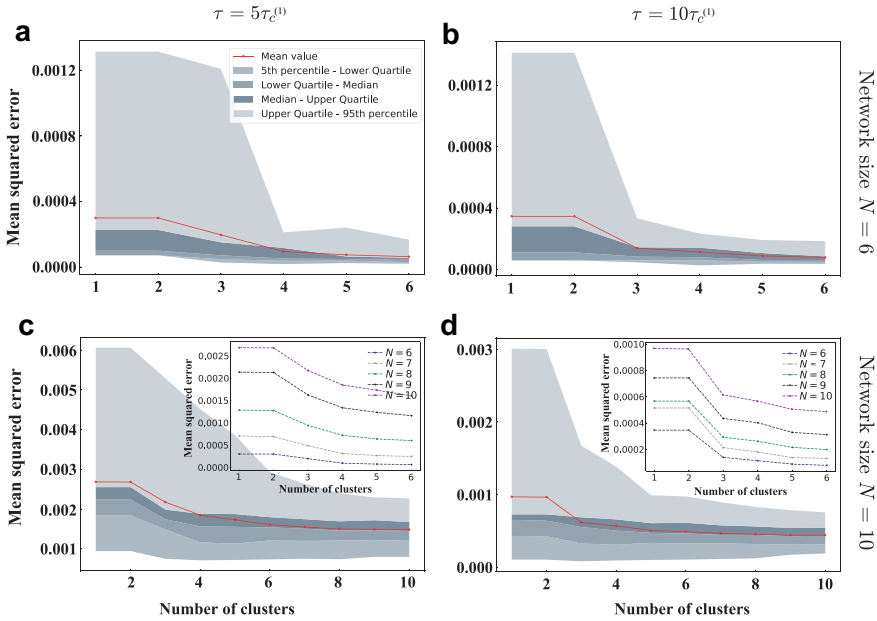 τ = 5τc(1)
τ = 10τc(1)
a
Mean squared error
0.0012
0.0008
0.0004
0.0000
1 2 3 4 5 6
Mean value
5th percentile - Lower Quartile
Lower Quartile - Median
Median - Upper Quartile
Upper Quartile - 95th percentile
b
0.0012
0.0008
0.0004
0.0000
1 2 3 4 5 6
Network size N = 6
c
Mean squared error
0.006
0.005
0.004
0.003
0.002
0.001
2 4 6 8 10
Number of clusters
Mean squared error
0.0025
0.0020
0.0015
0.0010
0.0005
0.0000
1 2 3 4 5 6
Number of clusters
N = 6
N = 7
N = 8
N = 9
N = 10
d
0.003
0.002
0.001
0.000
2 4 6 8 10
Number of clusters
Mean squared error
0.0010
0.0008
0.0006
0.0004
0.0002
1 2 3 4 5 6
Number of clusters
N = 6
N = 7
N = 8
N = 9
N = 10
Network size N = 10